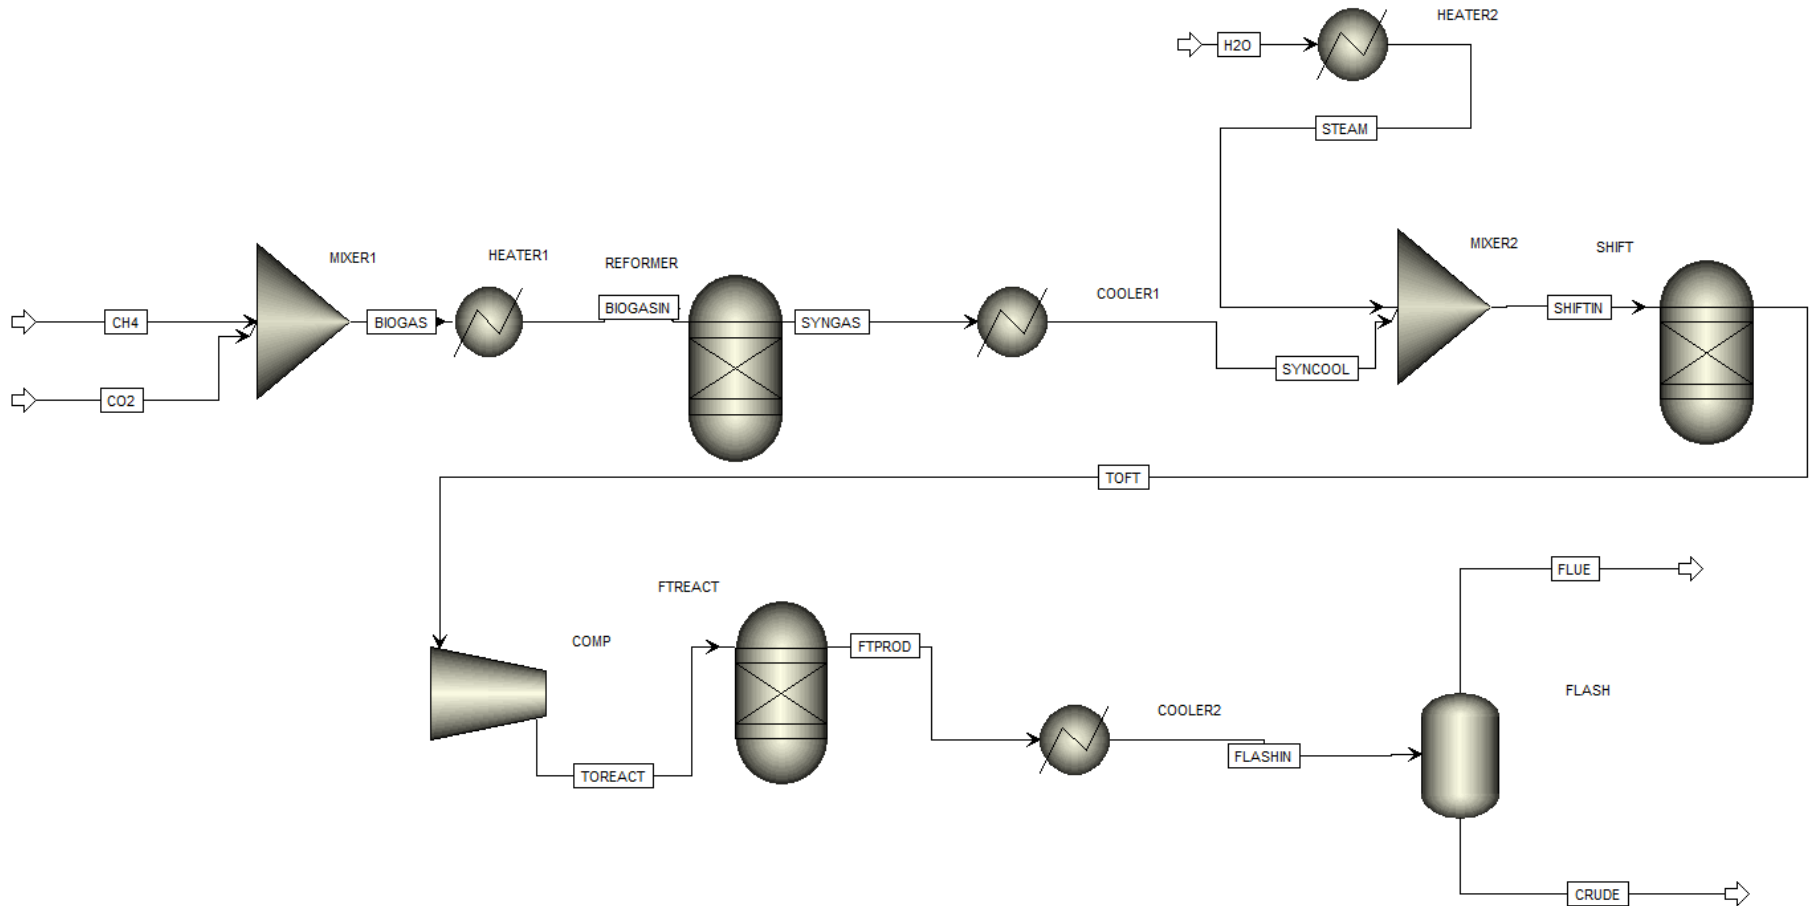 HEATER2
H2O
STEAM
MIXER1
HEATER1
REFORMER
MIXER2
SHIFT
CH4
BIOGAS
BIOGASIN
SYNGAS
COOLER1
SHIFTIN
CO2
SYNCOOL
TOFT
FLUE
FTREACT
COMP
FTPROD
FLASH
COOLER2
FLASHIN
TOREACT
CRUDE